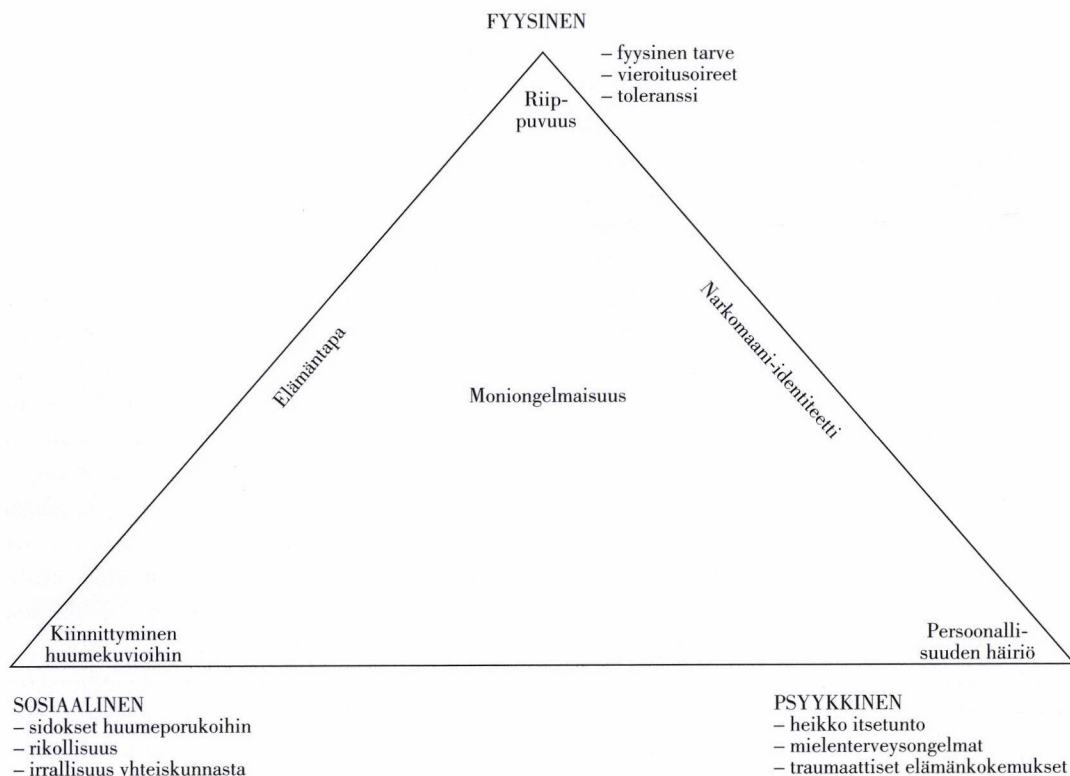 FYYSINEN
– fyysinen tarve
– vieroitusoireet
– toleranssi
Riip-
puvuus
Elämäntapa
Narkomaani-identiteetti
Moniongelmaisuus
Kiinnittyminen
huumekuvioihin
Persoonalli-
suuden häiriö
SOSIAALINEN
– sidokset huumeporukoihin
– rikollisuus
– irrallisuus yhteiskunnasta
PSYYKKINEN
– heikko itsetunto
– mielenterveysongelmat
– traumaattiset elämänkokemukset